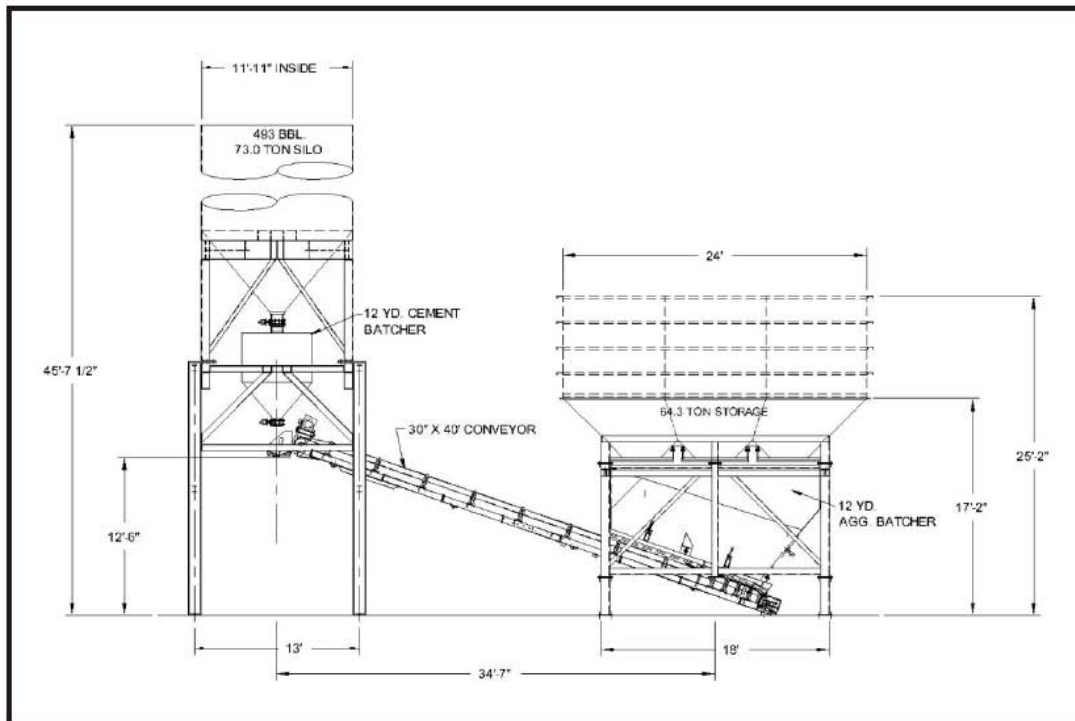 11'-11" INSIDE
493 BBL.
73.0 TON SILO
24'
12 YD. CEMENT
BATCHER
45'-7 1/2"
64.3 TON STORAGE
30" X 40' CONVEYOR
25'-2"
12'-6"
12 YD.
AGG. BATCHER
17'-2"
13'
18'
34'-7"